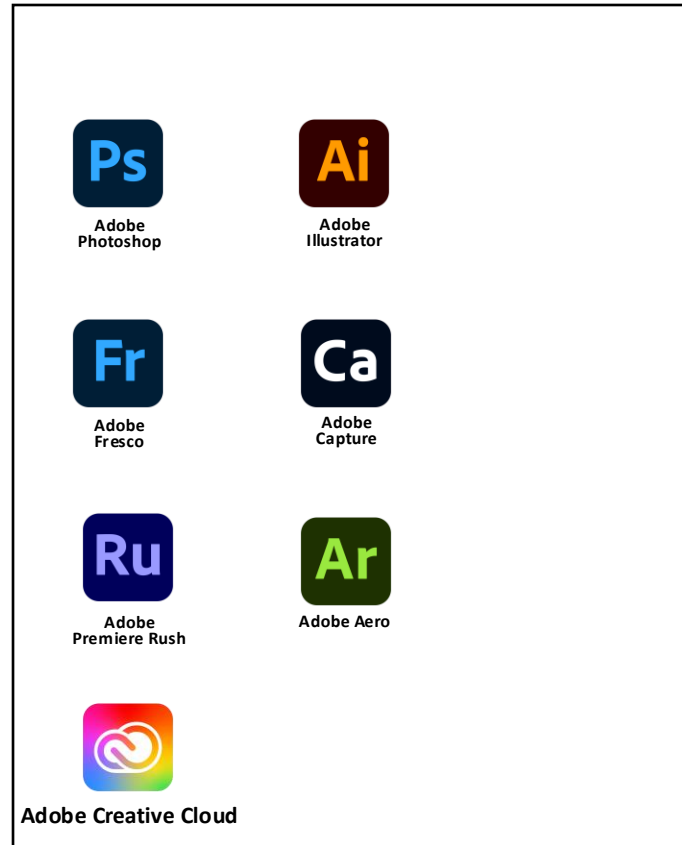 Ps
Ai
Adobe
Photoshop
Adobe
Illustrator
Fr
Ca
Adobe
Fresco
Adobe
Capture
Ru
Ar
Adobe
Premiere Rush
Adobe Aero
Adobe Creative Cloud